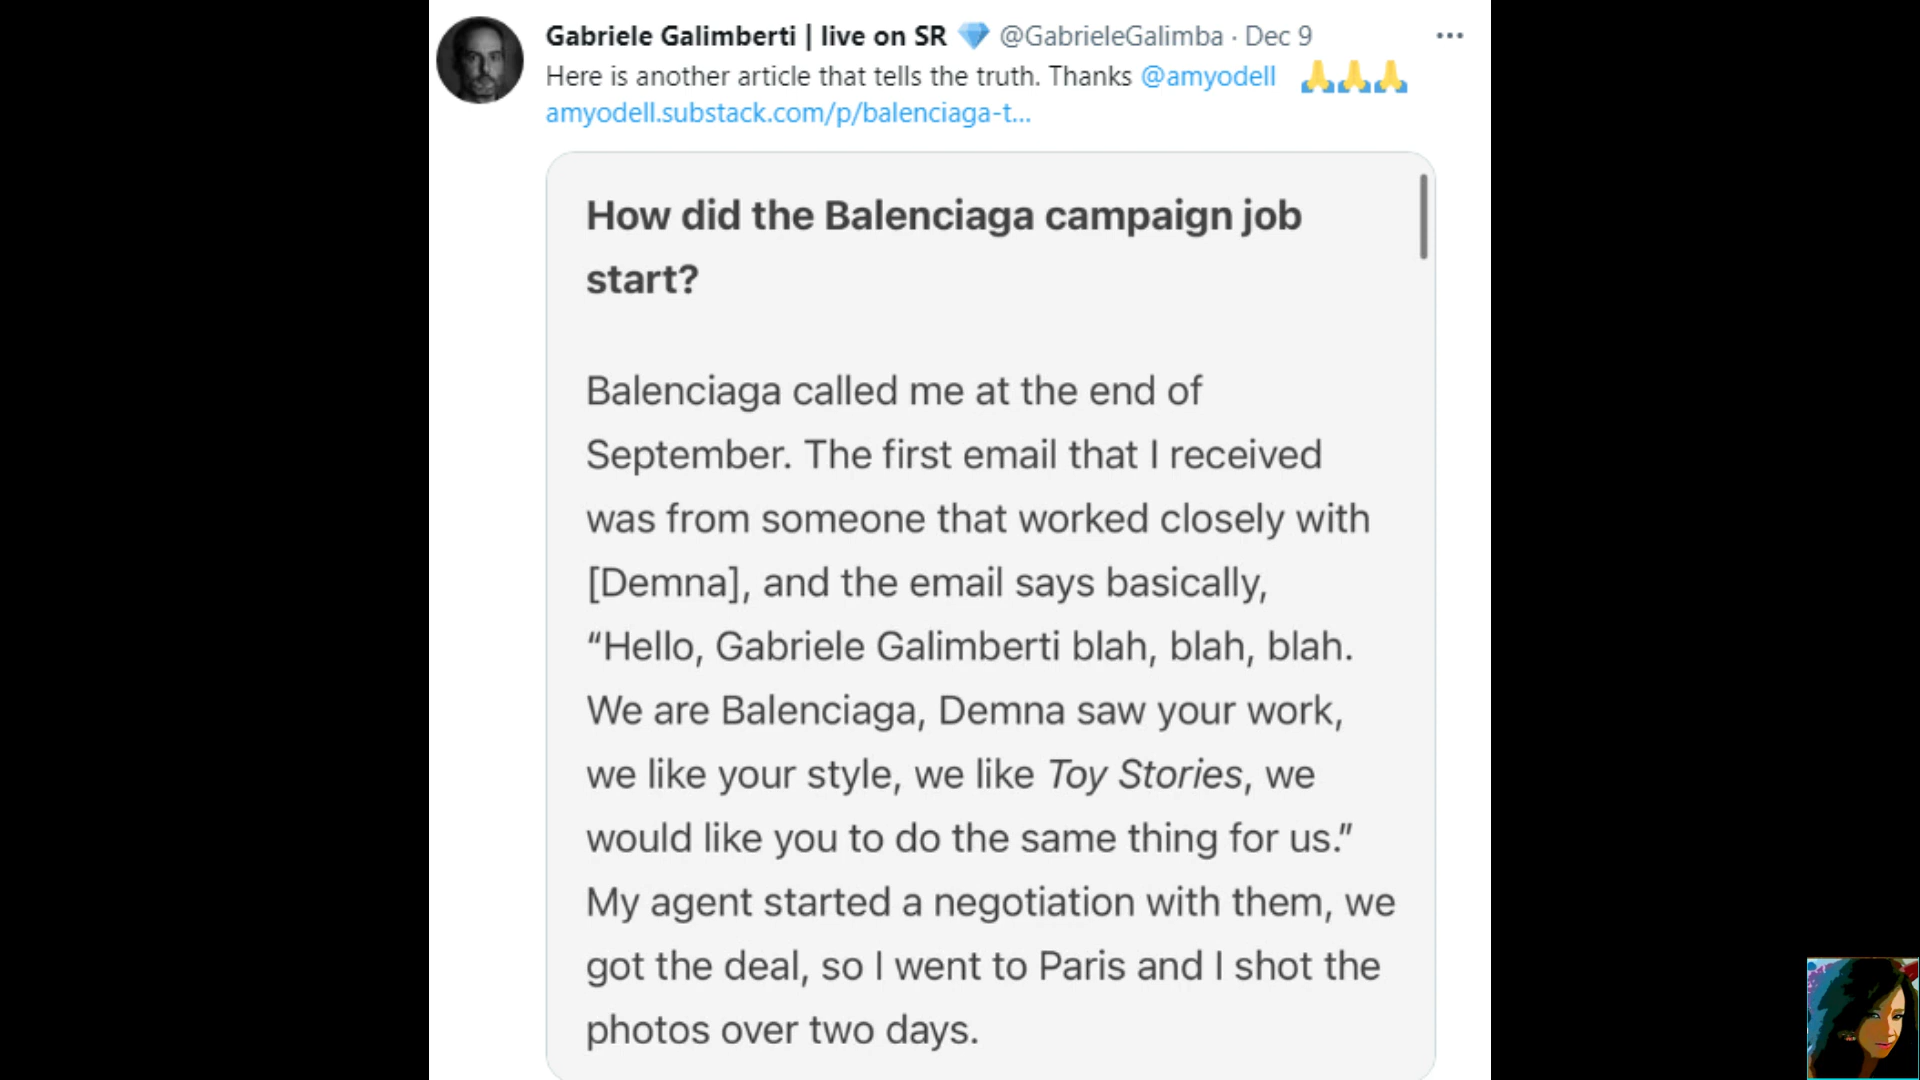 Gabriele Galimberti | live on SR 💎 @GabrieleGalimba · Dec 9
Here is another article that tells the truth. Thanks @amyodell 🙏🙏🙏
amyodell.substack.com/p/balenciaga-t...
How did the Balenciaga campaign job
start?
Balenciaga called me at the end of
September. The first email that I received
was from someone that worked closely with
[Demna], and the email says basically,
“Hello, Gabriele Galimberti blah, blah, blah.
We are Balenciaga, Demna saw your work,
we like your style, we like Toy Stories, we
would like you to do the same thing for us.”
My agent started a negotiation with them, we
got the deal, so I went to Paris and I shot the
photos over two days.